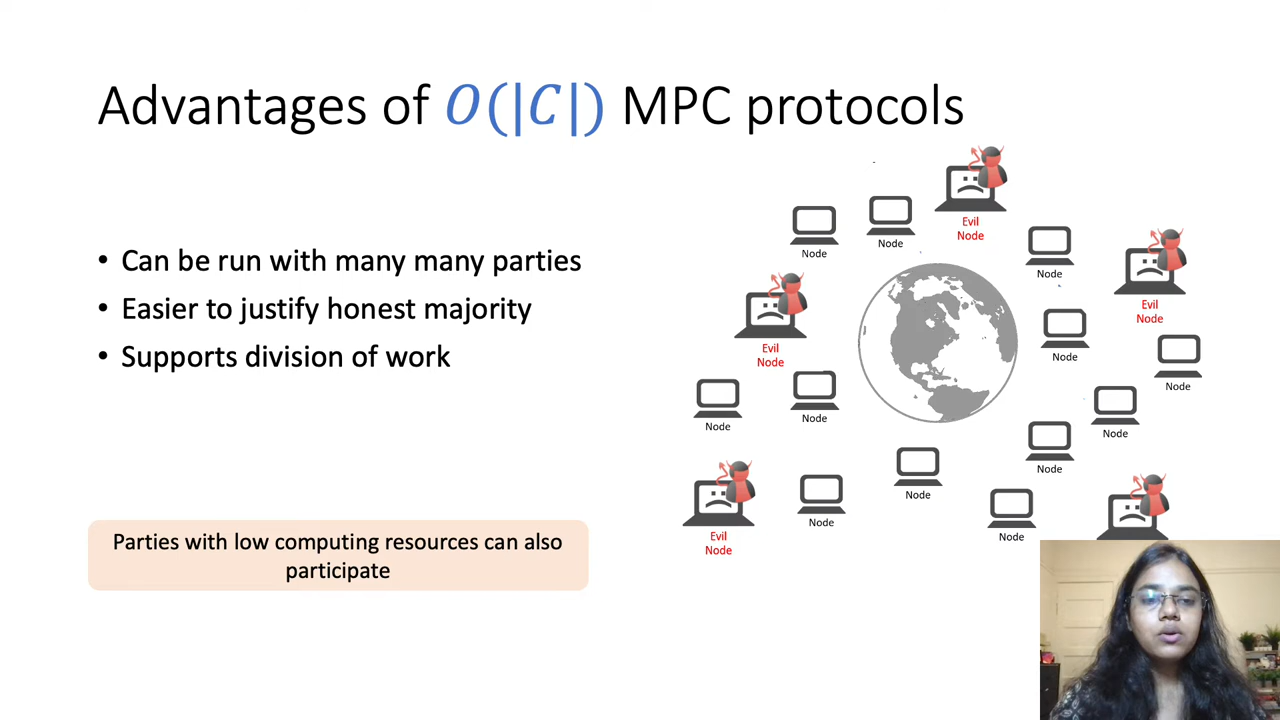 Advantages of O(|C|) MPC protocols
• Can be run with many many parties
• Easier to justify honest majority
• Supports division of work
Parties with low computing resources can also
participate
Evil
Node
Node
Node
Node
Evil
Node
Evil
Node
Node
Node
Node
Node
Node
Node
Node
Evil
Node
Node
Node